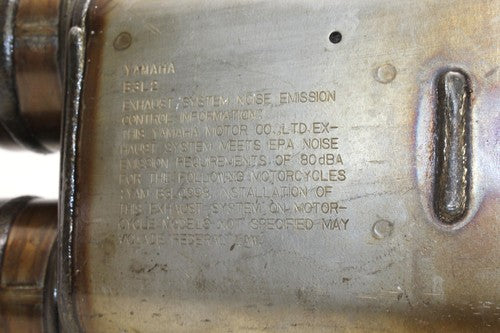 YAMAHA
EXHAUST SYSTEM NOISE EMISSION
CONTROL INFORMATION:
THIS YAMAHA MOTOR CO.,LTD.EX-
HAUST SYSTEM MEETS EPA NOISE
EMISSION REQUIREMENTS OF 80dBA
FOR THE FOLLOWING MOTORCYCLES
INSTALLATION OF
THIS EXHAUST SYSTEM ON MOTOR-
CYCLE MODELS NOT SPECIFIED MAY
VIOLATE FEDERAL LAW.